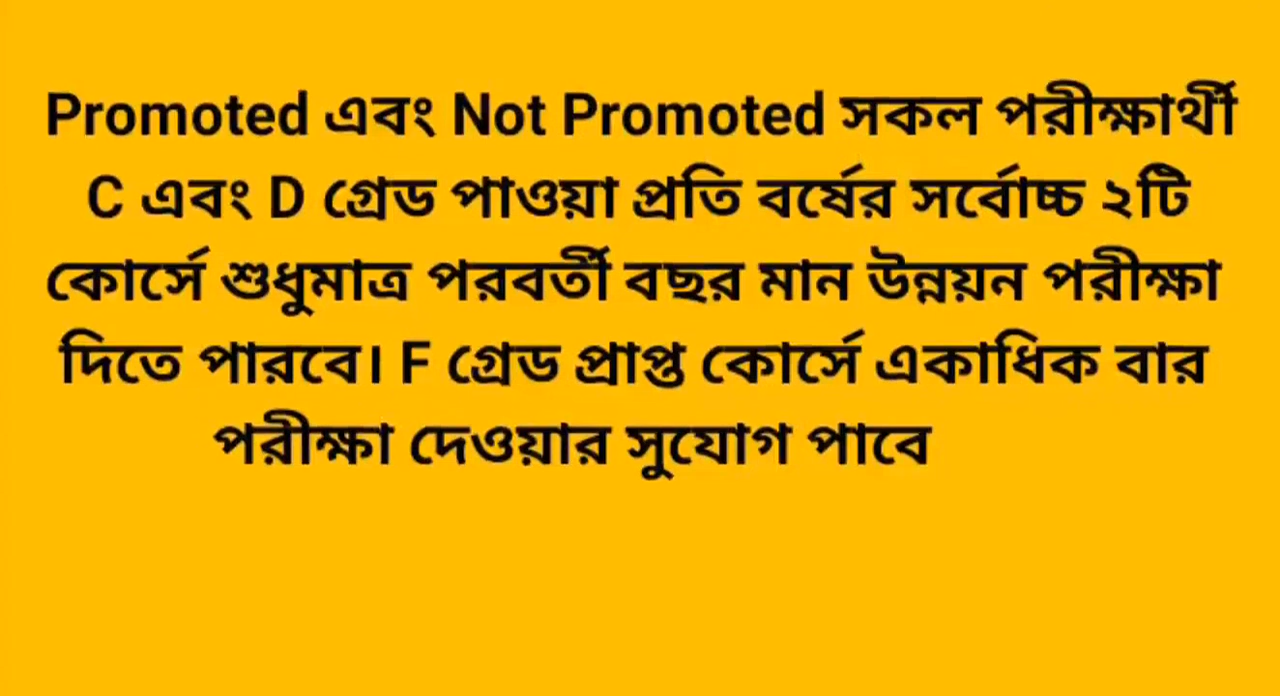 Promoted এবং Not Promoted সকল পরীক্ষার্থী
C এবং D গ্রেড পাওয়া প্রতি বর্ষের সর্বোচ্চ ২টি
কোর্সে শুধুমাত্র পরবর্তী বছর মান উন্নয়ন পরীক্ষা
দিতে পারবে। F গ্রেড প্রাপ্ত কোর্সে একাধিক বার
পরীক্ষা দেওয়ার সুযোগ পাবে